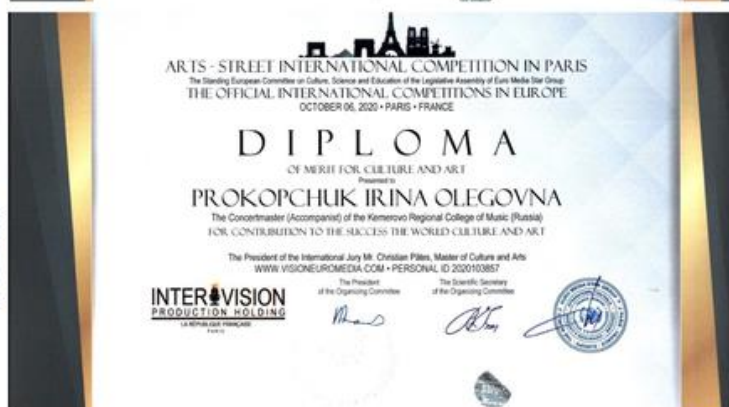 ARTS - STREET INTERNATIONAL COMPETITION IN PARIS
The Standing European Committee on Culture, Science and Education of the Legislative Assembly of Euro Media Star Group
THE OFFICIAL INTERNATIONAL COMPETITIONS IN EUROPE
OCTOBER 06, 2020 • PARIS • FRANCE
DIPLOMA
OF MERIT FOR CULTURE AND ART
Presented to
PROKOPCHUK IRINA OLEGOVNA
The Concertmaster (Accompanist) of the Kemerovo Regional College of Music (Russia)
FOR CONTRIBUTION TO THE SUCCESS THE WORLD CULTURE AND ART
The President of the International Jury Mr. Christian Pâtes, Master of Culture and Arts
WWW.VISIONEUROMEDIA.COM • PERSONAL ID 2020103857
The President
of the Organizing Committee
The Scientific Secretary
of the Organizing Committee
INTERVISION
PRODUCTION HOLDING
LA RÉPUBLIQUE FRANÇAISE
PARIS